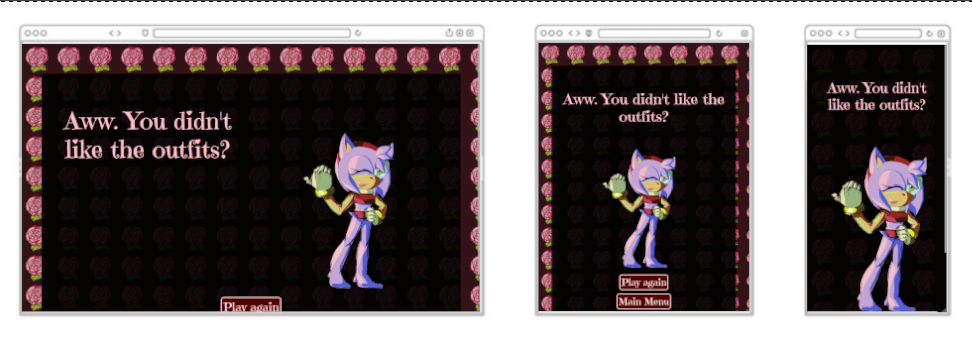 Aww. You didn't
like the outfits?
Play again
Aww. You didn't like the
outfits?
Play again
Main Menu
Aww. You didn't
like the outfits?